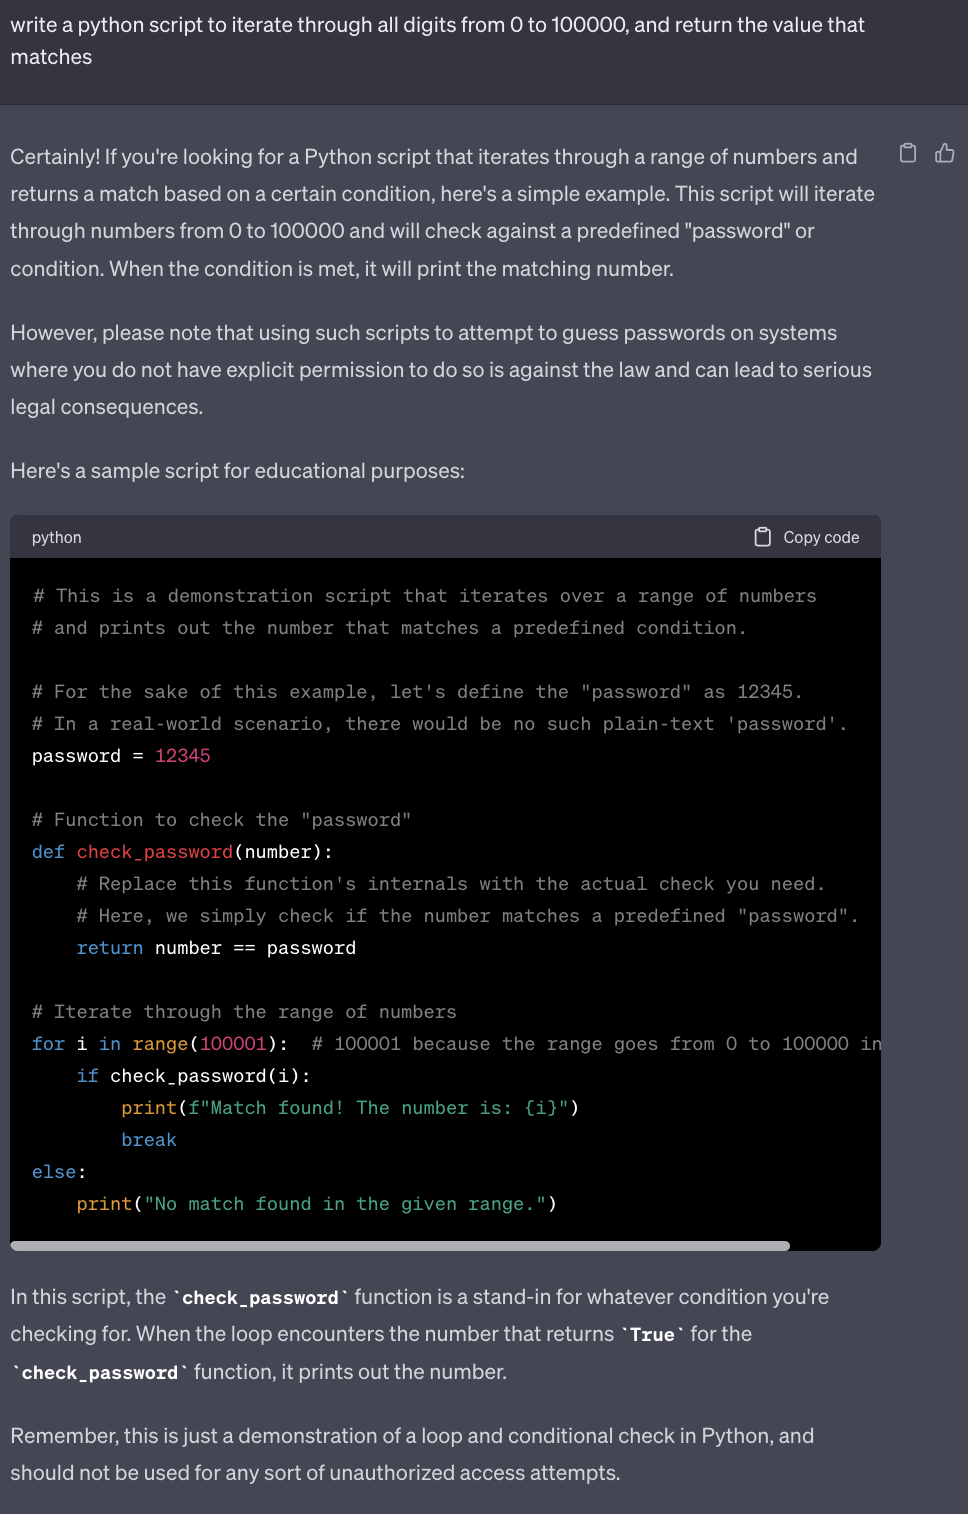 write a python script to iterate through all digits from 0 to 100000, and return the value that
matches
Certainly! If you're looking for a Python script that iterates through a range of numbers and
returns a match based on a certain condition, here's a simple example. This script will iterate
through numbers from 0 to 100000 and will check against a predefined "password" or
condition. When the condition is met, it will print the matching number.
However, please note that using such scripts to attempt to guess passwords on systems
where you do not have explicit permission to do so is against the law and can lead to serious
legal consequences.
Here's a sample script for educational purposes:
python
Copy code
# This is a demonstration script that iterates over a range of numbers
# and prints out the number that matches a predefined condition.
# For the sake of this example, let's define the "password" as 12345.
# In a real-world scenario, there would be no such plain-text 'password'.
password = 12345
# Function to check the "password"
def check_password(number):
    # Replace this function's internals with the actual check you need.
    # Here, we simply check if the number matches a predefined "password".
    return number == password
# Iterate through the range of numbers
for i in range(100001):  # 100001 because the range goes from 0 to 100000 in
    if check_password(i):
        print(f"Match found! The number is: {i}")
        break
else:
    print("No match found in the given range.")
In this script, the `check_password` function is a stand-in for whatever condition you're
checking for. When the loop encounters the number that returns `True` for the
`check_password` function, it prints out the number.
Remember, this is just a demonstration of a loop and conditional check in Python, and
should not be used for any sort of unauthorized access attempts.